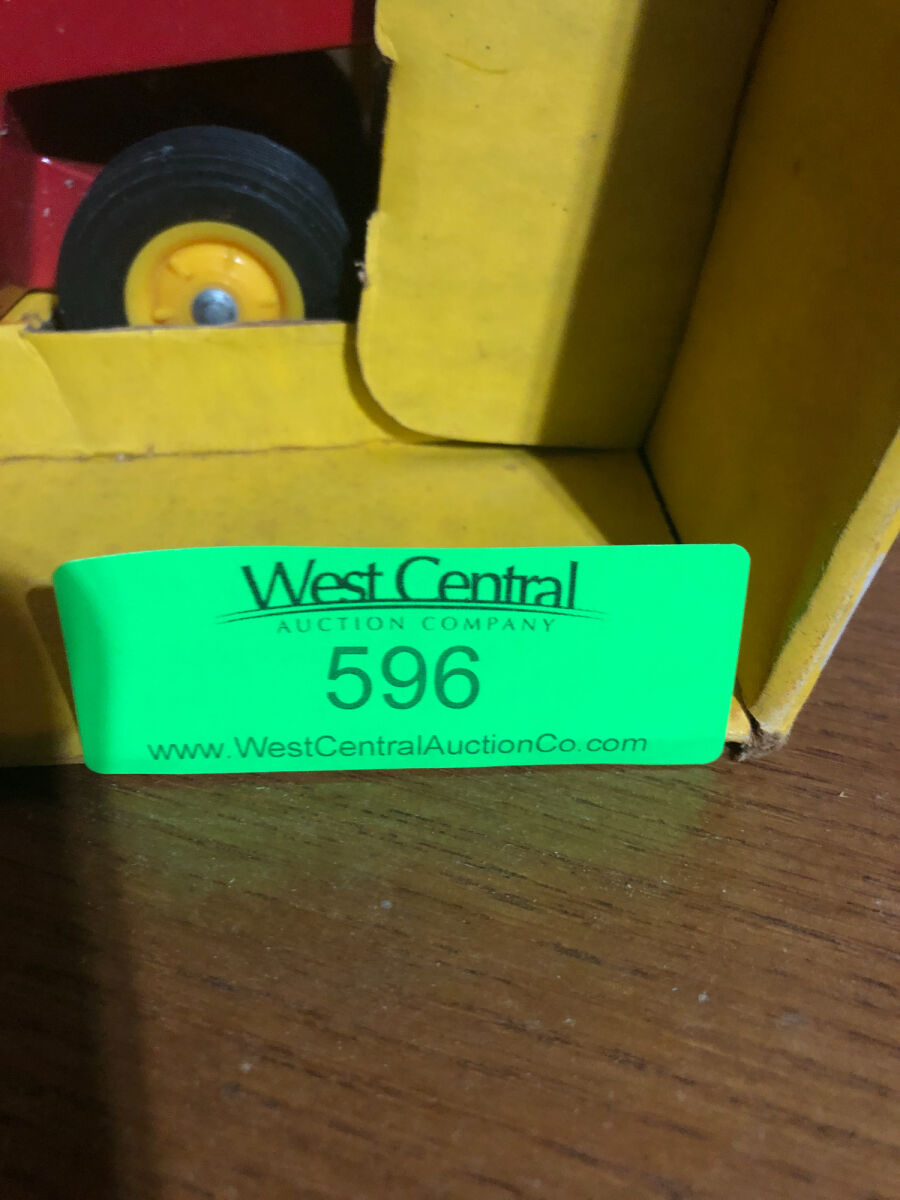 West Central
AUCTION COMPANY
596
www.WestCentralAuctionCo.com